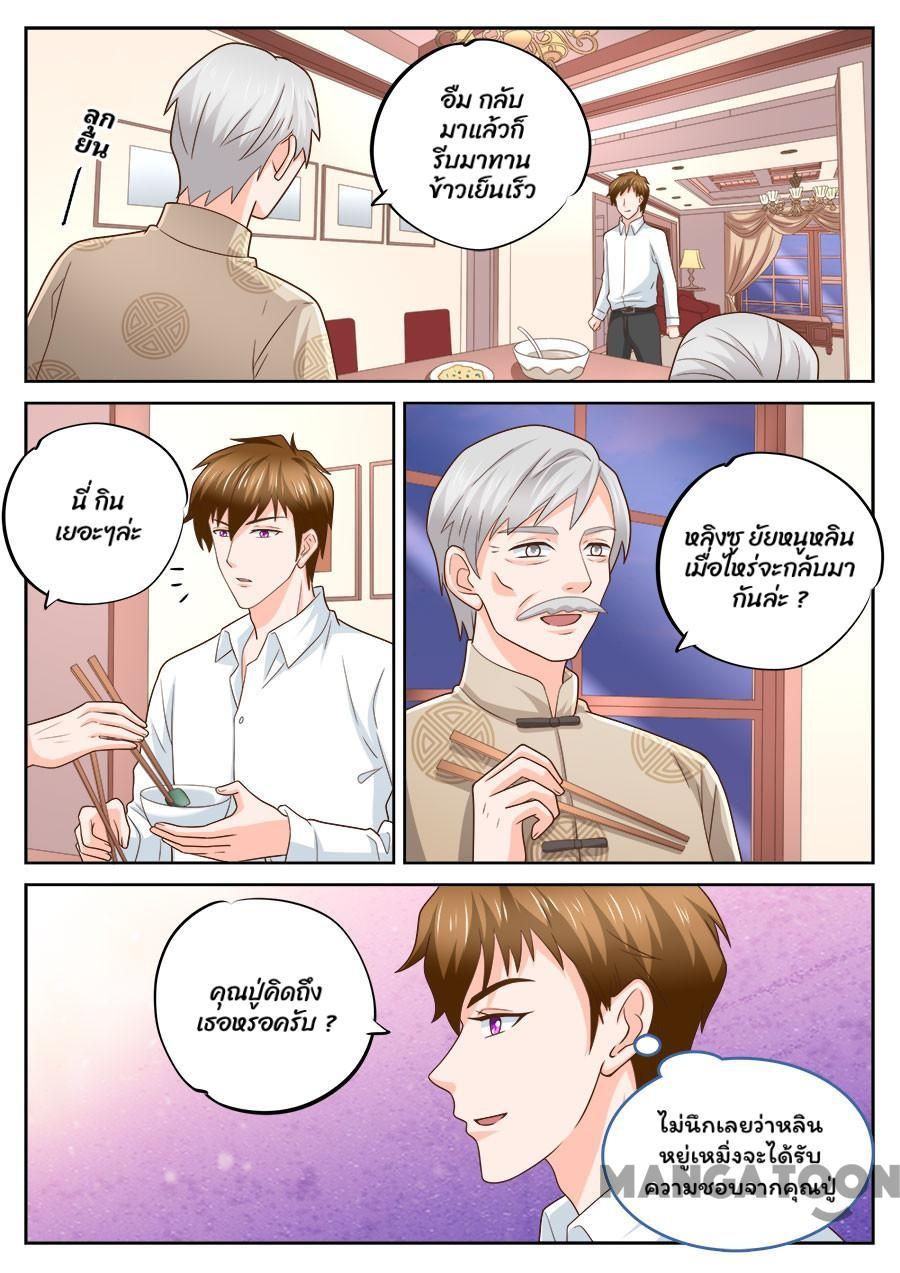 ลุก
ยืน
อืม กลับ
มาแล้วก็
รีบมาทาน
ข้าวเย็นเร็ว
นี่ กิน
เยอะๆล่ะ
หลิงซู ยัยหนูหลิน
เมื่อไหร่จะกลับมา
กันล่ะ ?
คุณปู่คิดถึง
เธอหรอครับ ?
ไม่นึกเลยว่าหลิน
หยู่เหมิ่งจะได้รับ
ความชอบจากคุณปู่
MANGATOON